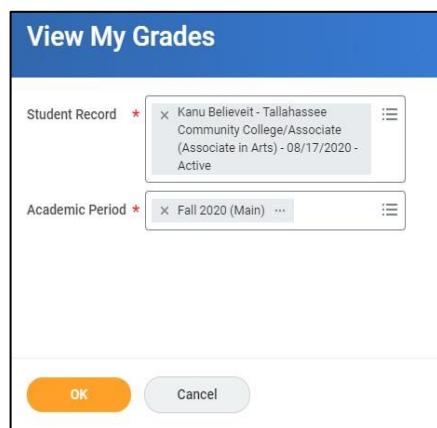 View My Grades
Student Record *
× Kanu Believeit - Tallahassee
Community College/Associate
(Associate in Arts) - 08/17/2020 -
Active
Academic Period *
× Fall 2020 (Main) ...
OK
Cancel